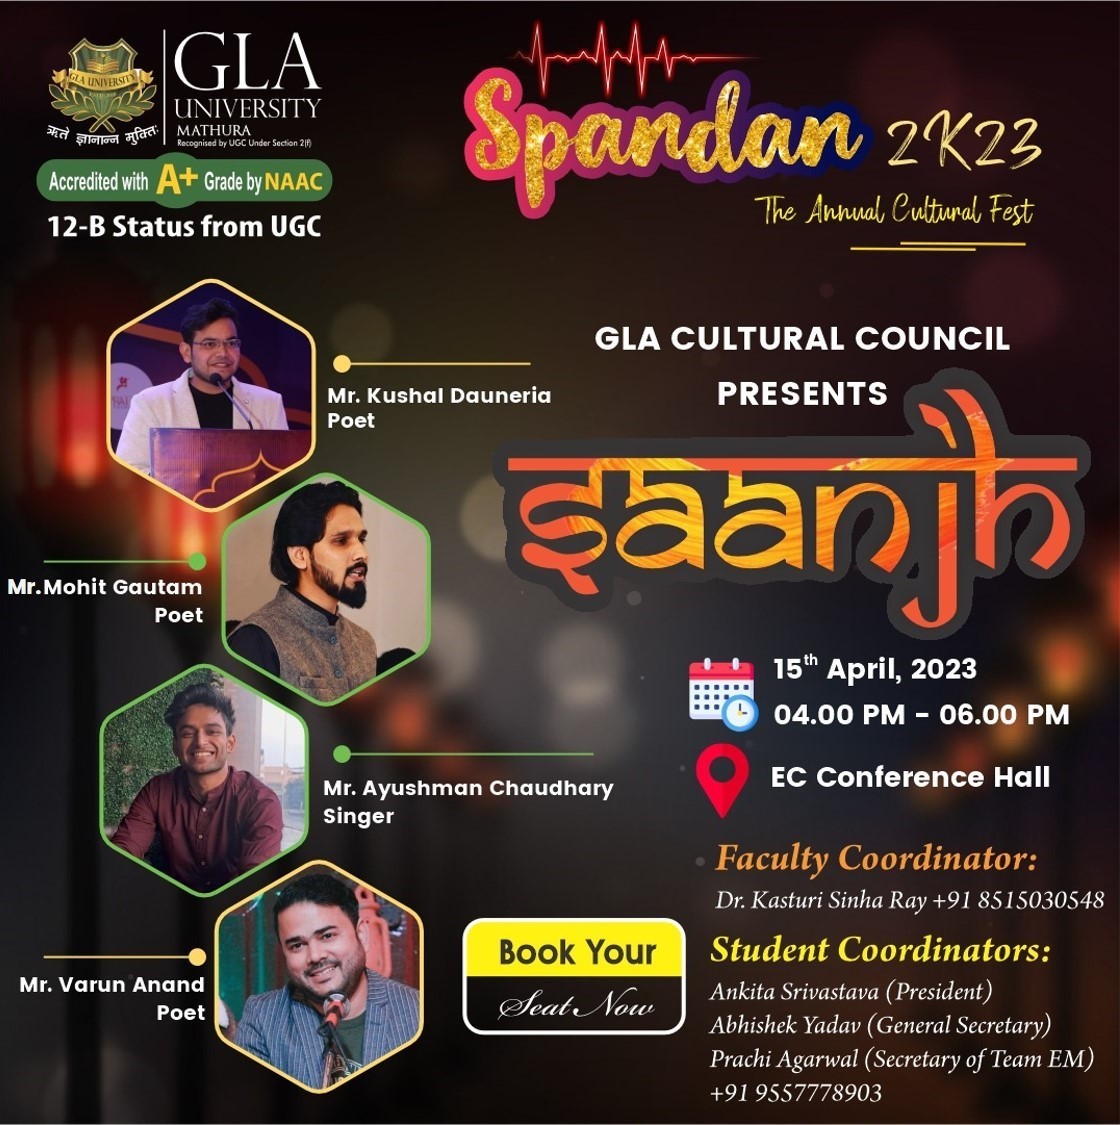 GLA
UNIVERSITY
MATHURA
Recognised by UGC Under Section 2(f)
GLA UNIVERSITY
ऋते ज्ञानान्न मुक्तिः
Accredited with A+ Grade by NAAC
12-B Status from UGC
Spandan 2K23
The Annual Cultural Fest
GLA CULTURAL COUNCIL
PRESENTS
saanjh
Mr. Kushal Dauneria
Poet
Mr.Mohit Gautam
Poet
Mr. Ayushman Chaudhary
Singer
Mr. Varun Anand
Poet
15th April, 2023
04.00 PM - 06.00 PM
EC Conference Hall
Faculty Coordinator:
Dr. Kasturi Sinha Ray +91 8515030548
Book Your
Seat Now
Student Coordinators:
Ankita Srivastava (President)
Abhishek Yadav (General Secretary)
Prachi Agarwal (Secretary of Team EM)
+91 9557778903